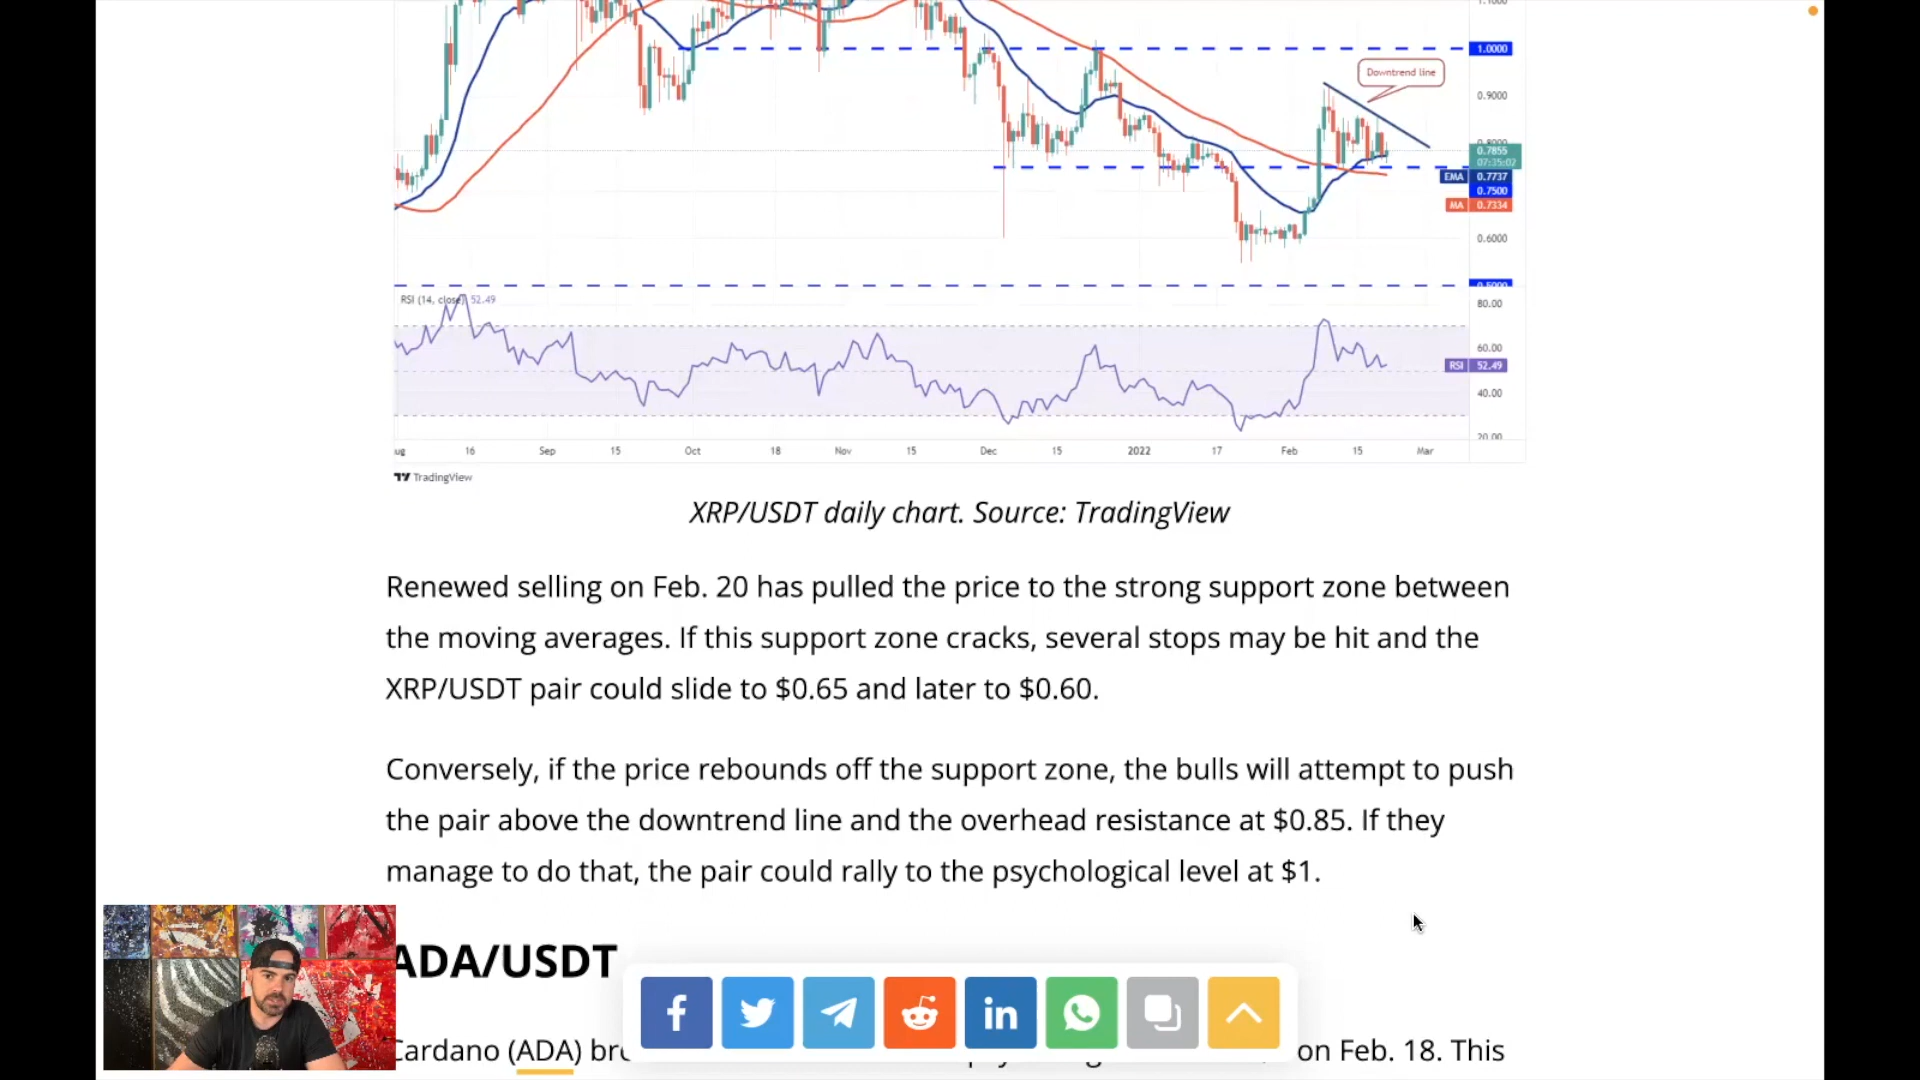 1.0000
Downtrend line
0.9000
0.7855
07:35:02
EMA 0.7737
0.7500
MA 0.7334
0.6000
RSI (14, close) 52.49
80.00
60.00
RSI 52.49
40.00
20.00
ug 16 Sep 15 Oct 18 Nov 15 Dec 15 2022 17 Feb 15 Mar
TradingView
XRP/USDT daily chart. Source: TradingView
Renewed selling on Feb. 20 has pulled the price to the strong support zone between
the moving averages. If this support zone cracks, several stops may be hit and the
XRP/USDT pair could slide to $0.65 and later to $0.60.
Conversely, if the price rebounds off the support zone, the bulls will attempt to push
the pair above the downtrend line and the overhead resistance at $0.85. If they
manage to do that, the pair could rally to the psychological level at $1.
ADA/USDT
Cardano (ADA) on Feb. 18. This